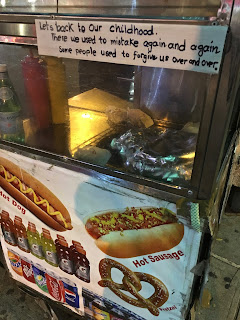 Let's back to our childhood.
There we used to mistake again and again
Some people used to forgive us over and over.
Hot Dog
Hot Sausage
Pretzel